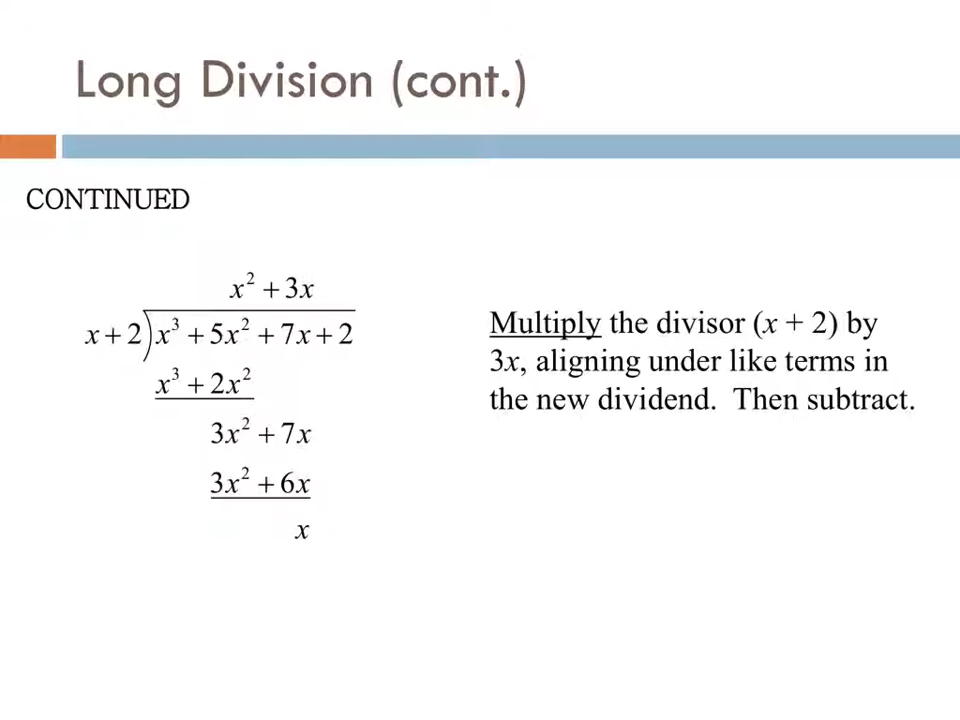 Long Division (cont.)
CONTINUED
x² + 3x
x + 2)x³ + 5x² + 7x + 2
x³ + 2x²
3x² + 7x
3x² + 6x
x
Multiply the divisor (x + 2) by
3x, aligning under like terms in
the new dividend.  Then subtract.